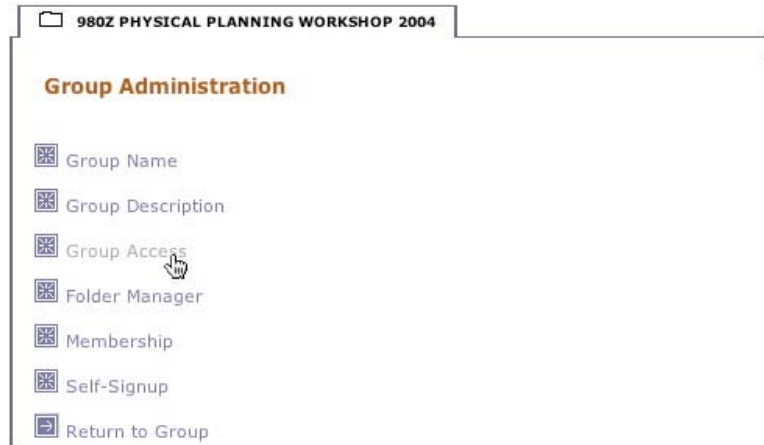 980Z PHYSICAL PLANNING WORKSHOP 2004
Group Administration
Group Name
Group Description
Group Access
Folder Manager
Membership
Self-Signup
Return to Group